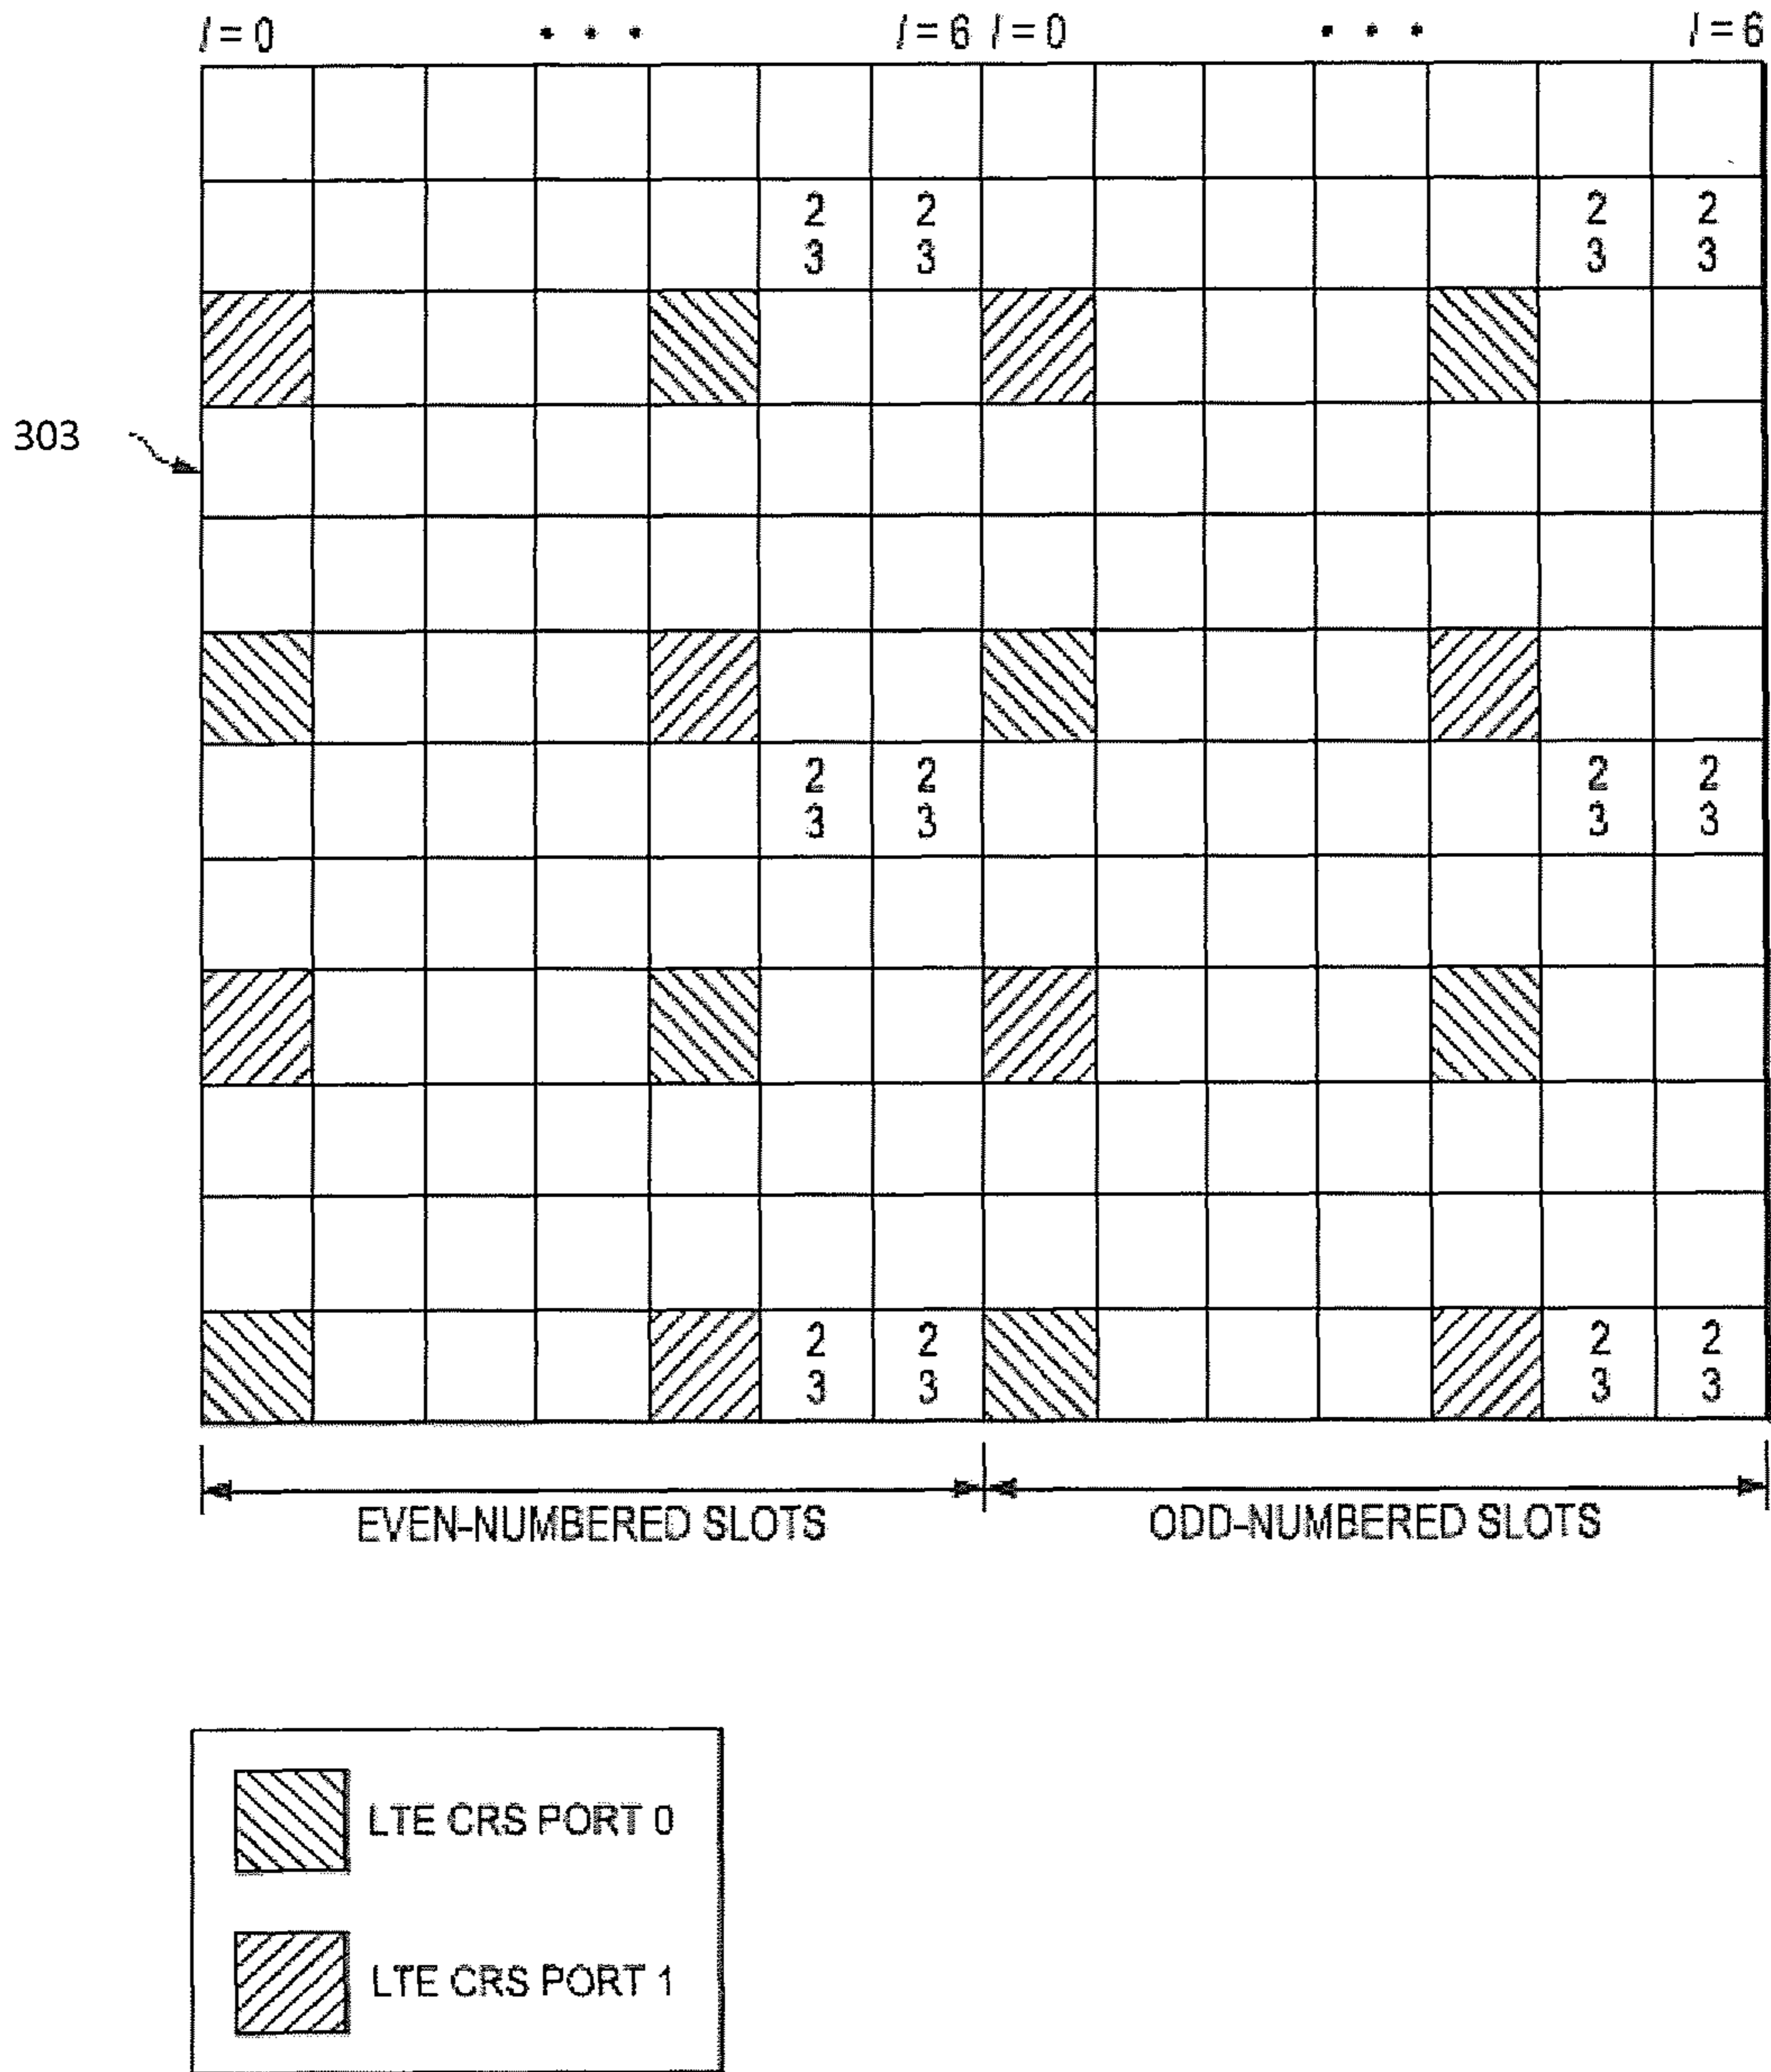 l = 0 • • • l = 6 l = 0 • • • l = 6
2 2 2 2
3 3 3 3
303
2 2 2 2
3 3 3 3
2 2 2 2
3 3 3 3
EVEN-NUMBERED SLOTS ODD-NUMBERED SLOTS
LTE CRS PORT 0
LTE CRS PORT 1